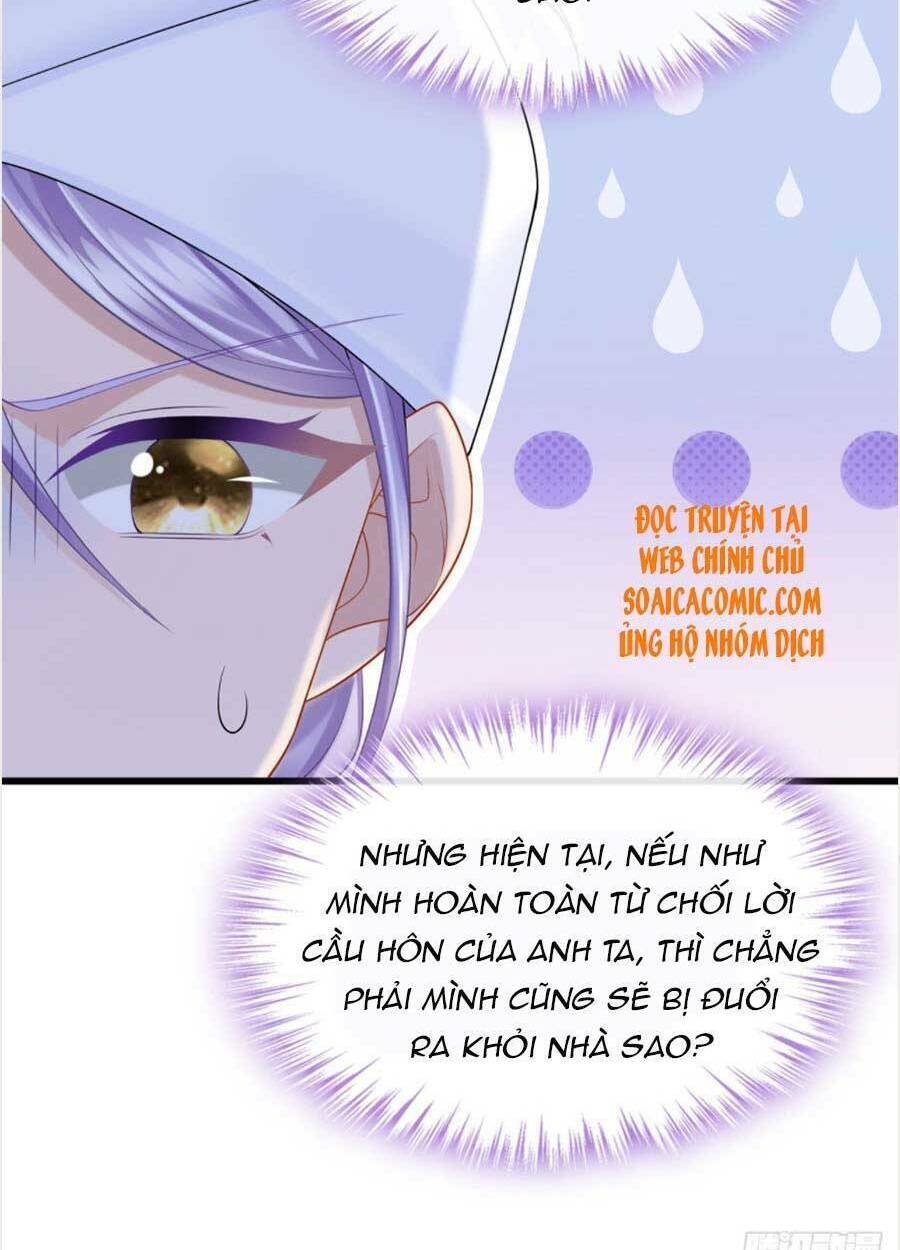 ĐỌC TRUYỆN TẠI
WEB CHÍNH CHỦ
SOAICACOMIC.COM
ỦNG HỘ NHÓM DỊCH
NHƯNG HIỆN TẠI, NẾU NHƯ
MÌNH HOÀN TOÀN TỪ CHỐI LỜI
CẦU HÔN CỦA ANH TA, THÌ CHẲNG
PHẢI MÌNH CŨNG SẼ BỊ ĐUỔI
RA KHỎI NHÀ SAO?